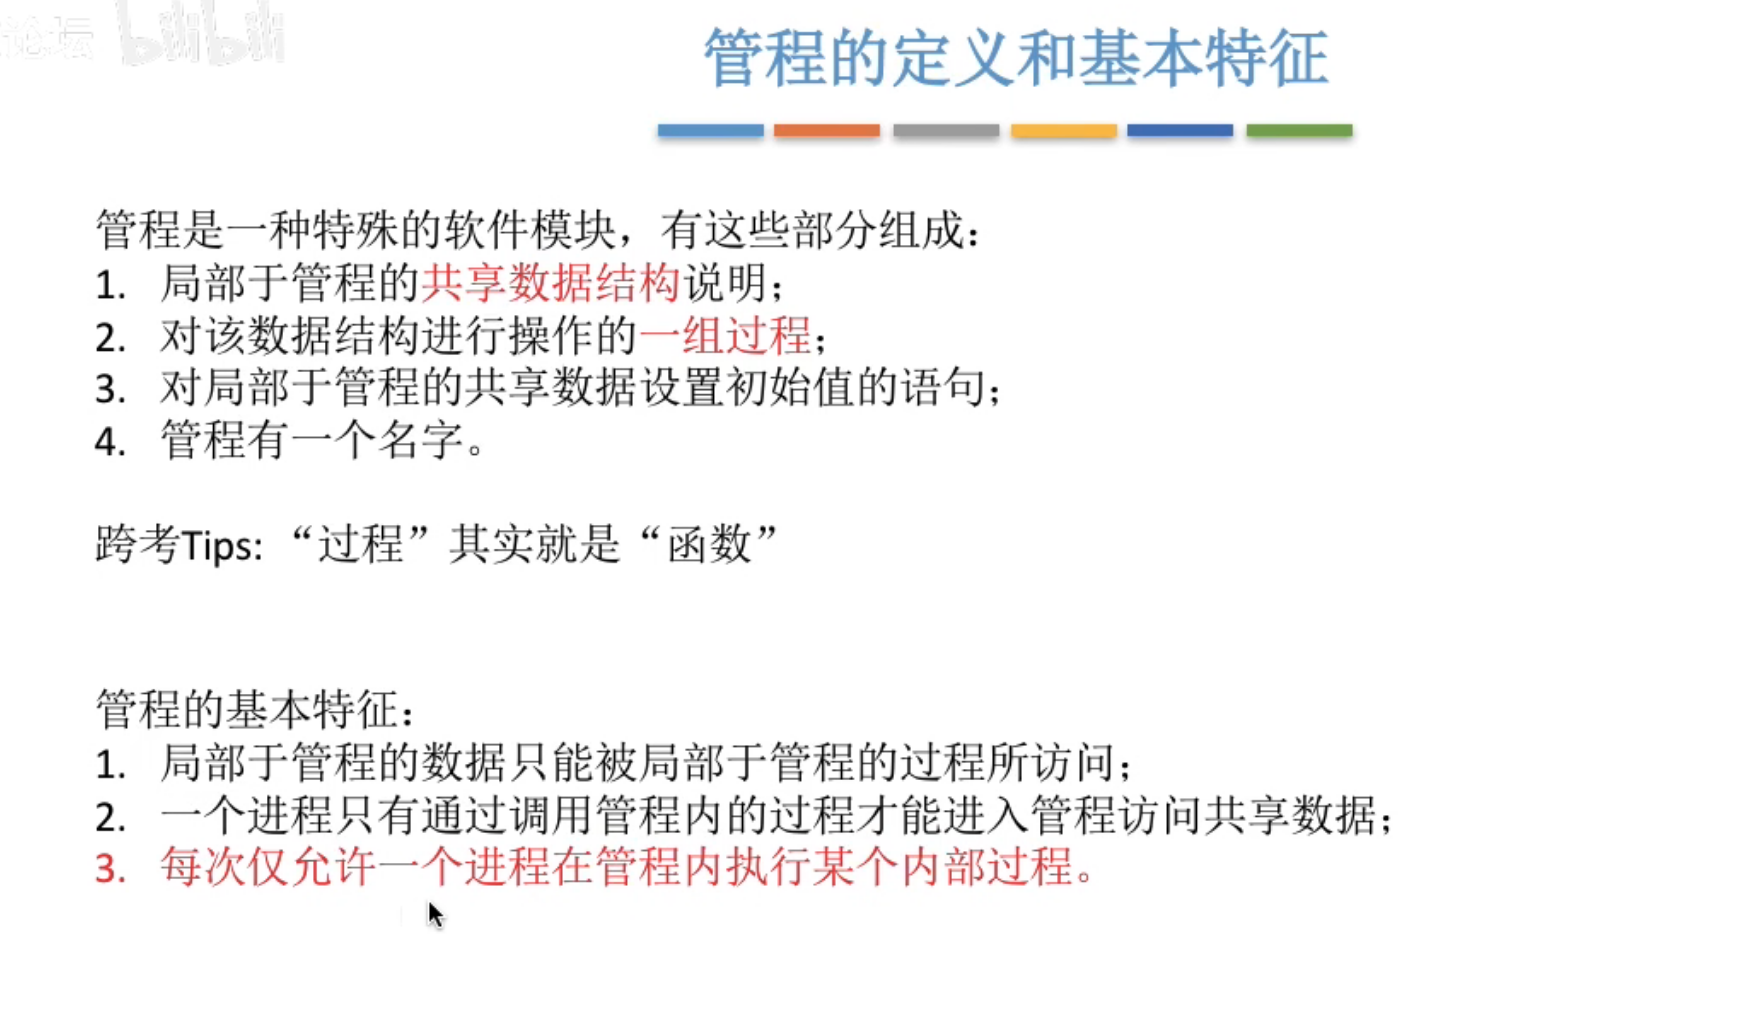 论坛 bilibili
管程的定义和基本特征
管程是一种特殊的软件模块，有这些部分组成：
1. 局部于管程的共享数据结构说明；
2. 对该数据结构进行操作的一组过程；
3. 对局部于管程的共享数据设置初始值的语句；
4. 管程有一个名字。
跨考Tips: “过程”其实就是“函数”
管程的基本特征：
1. 局部于管程的数据只能被局部于管程的过程所访问；
2. 一个进程只有通过调用管程内的过程才能进入管程访问共享数据；
3. 每次仅允许一个进程在管程内执行某个内部过程。